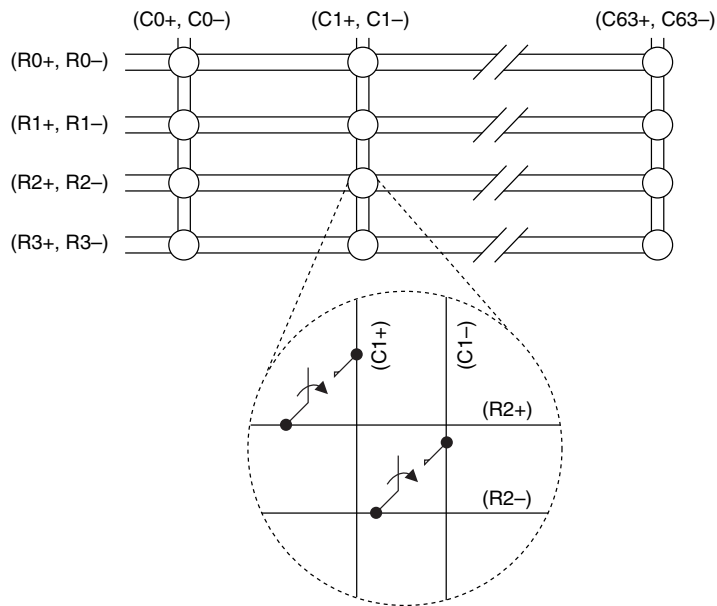 (C0+, C0–) (C1+, C1–) (C63+, C63–)
(R0+, R0–)
(R1+, R1–)
(R2+, R2–)
(R3+, R3–)
(C1+)
(C1–)
(R2+)
(R2–)